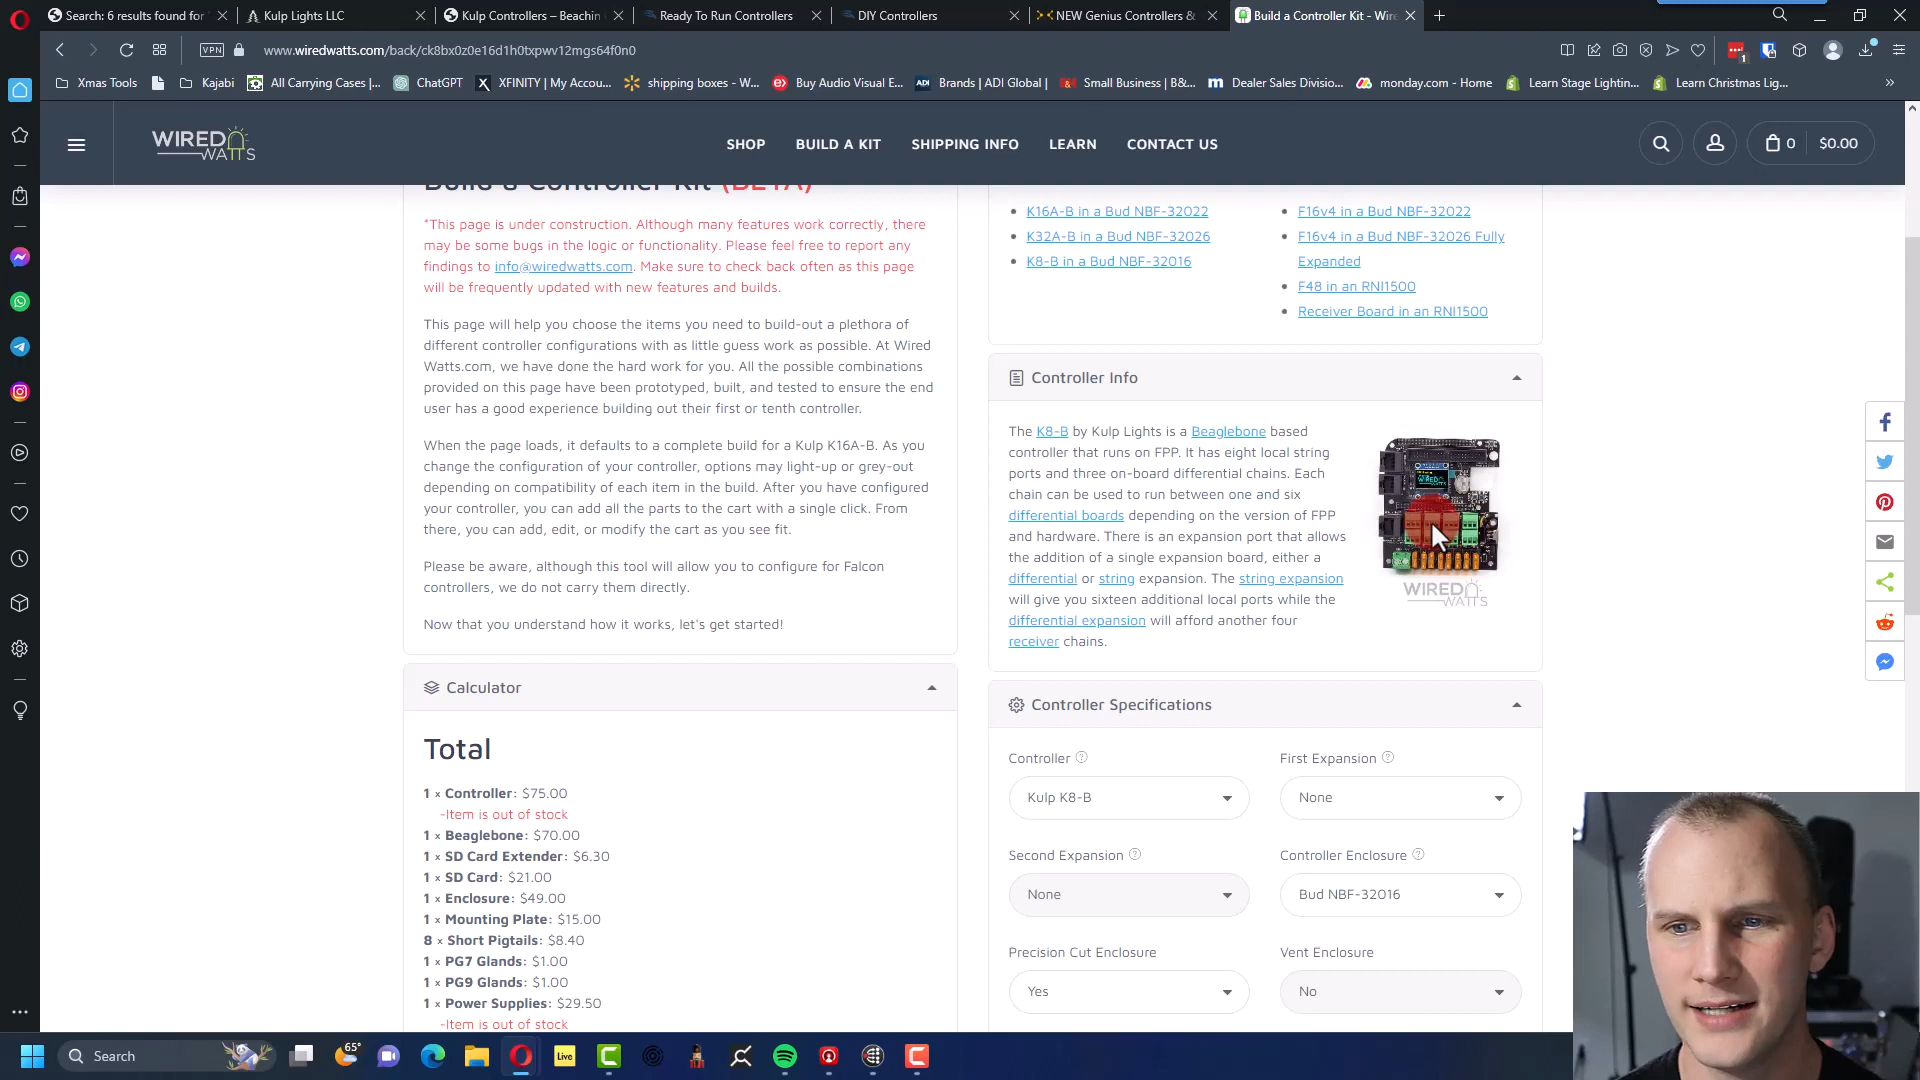 Search: 6 results found for
Kulp Lights LLC
Kulp Controllers – Beachin
Ready To Run Controllers
DIY Controllers
NEW Genius Controllers &
Build a Controller Kit - Wire
VPN
www.wiredwatts.com/back/ck8bx0z0e16d1h0txpwv12mgs64f0n0
1
Xmas Tools
Kajabi
All Carrying Cases |...
ChatGPT
XFINITY | My Accou...
shipping boxes - W...
Buy Audio Visual E...
Brands | ADI Global |
Small Business | B&...
Dealer Sales Divisio...
monday.com - Home
Learn Stage Lightin...
Learn Christmas Lig...
»
WIRED
WATTS
SHOP
BUILD A KIT
SHIPPING INFO
LEARN
CONTACT US
0
$0.00
Build a Controller Kit (BETA)
*This page is under construction. Although many features work correctly, there
may be some bugs in the logic or functionality. Please feel free to report any
findings to info@wiredwatts.com. Make sure to check back often as this page
will be frequently updated with new features and builds.
This page will help you choose the items you need to build-out a plethora of
different controller configurations with as little guess work as possible. At Wired
Watts.com, we have done the hard work for you. All the possible combinations
provided on this page have been prototyped, built, and tested to ensure the end
user has a good experience building out their first or tenth controller.
When the page loads, it defaults to a complete build for a Kulp K16A-B. As you
change the configuration of your controller, options may light-up or grey-out
depending on compatibility of each item in the build. After you have configured
your controller, you can add all the parts to the cart with a single click. From
there, you can add, edit, or modify the cart as you see fit.
Please be aware, although this tool will allow you to configure for Falcon
controllers, we do not carry them directly.
Now that you understand how it works, let's get started!
Calculator
Total
1 × Controller: $75.00
-Item is out of stock
1 × Beaglebone: $70.00
1 × SD Card Extender: $6.30
1 × SD Card: $21.00
1 × Enclosure: $49.00
1 × Mounting Plate: $15.00
8 × Short Pigtails: $8.40
1 × PG7 Glands: $1.00
1 × PG9 Glands: $1.00
1 × Power Supplies: $29.50
-Item is out of stock
K16A-B in a Bud NBF-32022
K32A-B in a Bud NBF-32026
K8-B in a Bud NBF-32016
F16v4 in a Bud NBF-32022
F16v4 in a Bud NBF-32026 Fully
Expanded
F48 in an RNI1500
Receiver Board in an RNI1500
Controller Info
The K8-B by Kulp Lights is a Beaglebone based
controller that runs on FPP. It has eight local string
ports and three on-board differential chains. Each
chain can be used to run between one and six
differential boards depending on the version of FPP
and hardware. There is an expansion port that allows
the addition of a single expansion board, either a
differential or string expansion. The string expansion
will give you sixteen additional local ports while the
differential expansion will afford another four
receiver chains.
WIRED
WATTS
Controller Specifications
Controller
First Expansion
Kulp K8-B
None
Second Expansion
Controller Enclosure
None
Bud NBF-32016
Precision Cut Enclosure
Vent Enclosure
Yes
No
Search
65°
Live